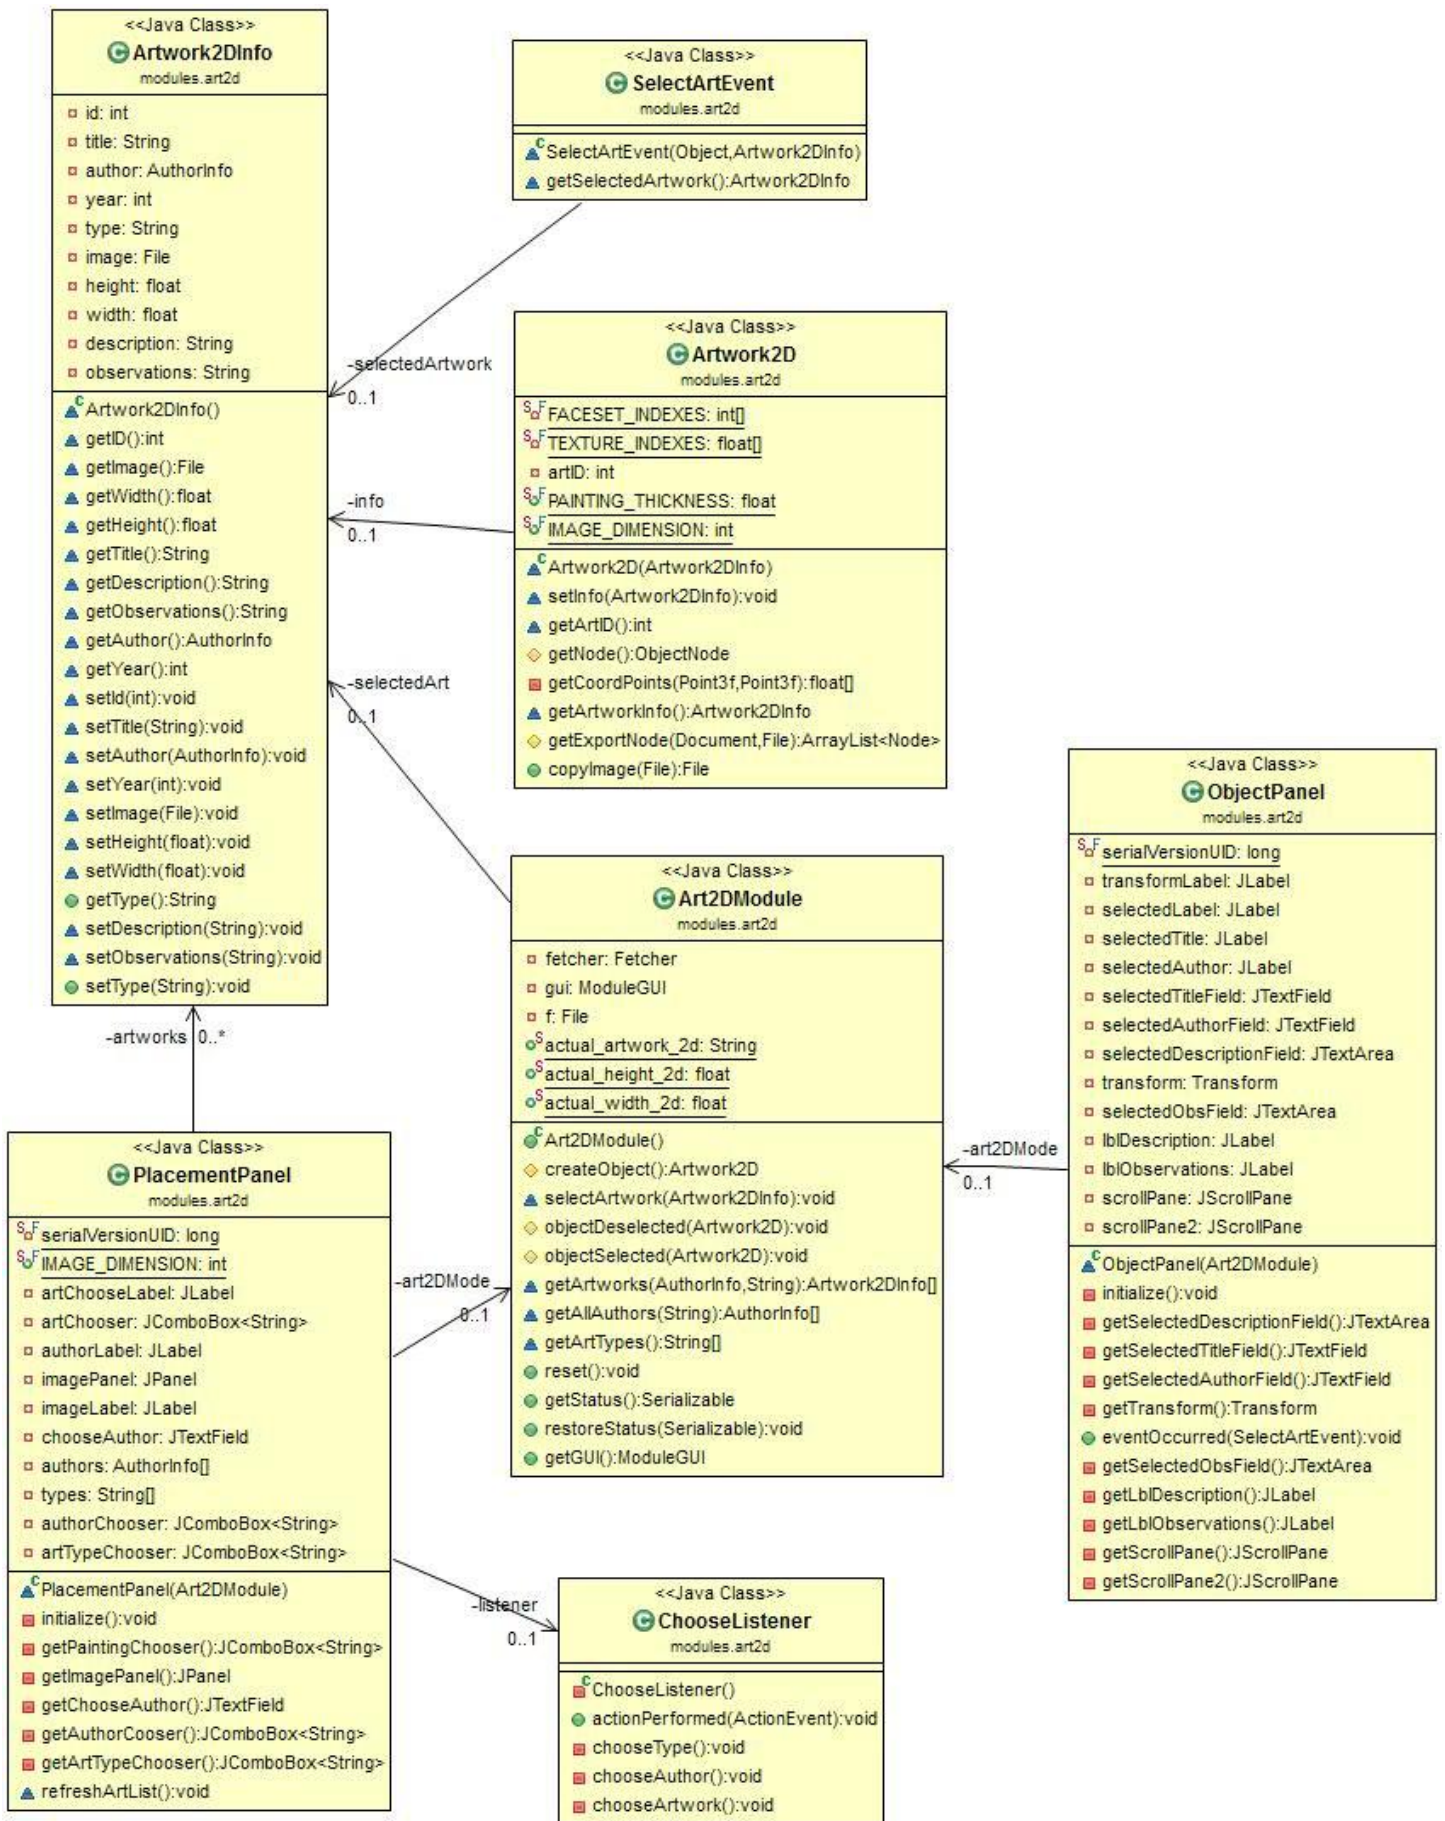 <<Java Class>>
Artwork2DInfo
modules.art2d
id: int
title: String
author: AuthorInfo
year: int
type: String
image: File
height: float
width: float
description: String
observations: String
Artwork2DInfo()
getID():int
getImage():File
getWidth():float
getHeight():float
getTitle():String
getDescription():String
getObservations():String
getAuthor():AuthorInfo
getYear():int
setId(int):void
setTitle(String):void
setAuthor(AuthorInfo):void
setYear(int):void
setImage(File):void
setHeight(float):void
setWidth(float):void
getType():String
setDescription(String):void
setObservations(String):void
setType(String):void
<<Java Class>>
SelectArtEvent
modules.art2d
SelectArtEvent(Object,Artwork2DInfo)
getSelectedArtwork():Artwork2DInfo
-selectedArtwork
0..1
<<Java Class>>
Artwork2D
modules.art2d
FACESET_INDEXES: int[]
TEXTURE_INDEXES: float[]
artID: int
PAINTING_THICKNESS: float
IMAGE_DIMENSION: int
Artwork2D(Artwork2DInfo)
setInfo(Artwork2DInfo):void
getArtID():int
getNode():ObjectNode
getCoordPoints(Point3f,Point3f):float[]
getArtworkInfo():Artwork2DInfo
getExportNode(Document,File):ArrayList<Node>
copyImage(File):File
-info
0..1
-selectedArt
0..1
<<Java Class>>
Art2DModule
modules.art2d
fetcher: Fetcher
gui: ModuleGUI
f: File
actual_artwork_2d: String
actual_height_2d: float
actual_width_2d: float
Art2DModule()
createObject():Artwork2D
selectArtwork(Artwork2DInfo):void
objectDeselected(Artwork2D):void
objectSelected(Artwork2D):void
getArtworks(AuthorInfo,String):Artwork2DInfo[]
getAllAuthors(String):AuthorInfo[]
getArtTypes():String[]
reset():void
getStatus():Serializable
restoreStatus(Serializable):void
getGUI():ModuleGUI
<<Java Class>>
ObjectPanel
modules.art2d
serialVersionUID: long
transformLabel: JLabel
selectedLabel: JLabel
selectedTitle: JLabel
selectedAuthor: JLabel
selectedTitleField: JTextField
selectedAuthorField: JTextField
selectedDescriptionField: JTextArea
transform: Transform
selectedObsField: JTextArea
lblDescription: JLabel
lblObservations: JLabel
scrollPane: JScrollPane
scrollPane2: JScrollPane
ObjectPanel(Art2DModule)
initialize():void
getSelectedDescriptionField():JTextArea
getSelectedTitleField():JTextField
getSelectedAuthorField():JTextField
getTransform():Transform
eventOccurred(SelectArtEvent):void
getSelectedObsField():JTextArea
getLblDescription():JLabel
getLblObservations():JLabel
getScrollPane():JScrollPane
getScrollPane2():JScrollPane
-art2DMode
0..1
-artworks 0..*
<<Java Class>>
PlacementPanel
modules.art2d
serialVersionUID: long
IMAGE_DIMENSION: int
artChooseLabel: JLabel
artChooser: JComboBox<String>
authorLabel: JLabel
imagePanel: JPanel
imageLabel: JLabel
chooseAuthor: JTextField
authors: AuthorInfo[]
types: String[]
authorChooser: JComboBox<String>
artTypeChooser: JComboBox<String>
PlacementPanel(Art2DModule)
initialize():void
getPaintingChooser():JComboBox<String>
getImagePanel():JPanel
getChooseAuthor():JTextField
getAuthorCooser():JComboBox<String>
getArtTypeChooser():JComboBox<String>
refreshArtList():void
-art2DMode
0..1
-listener
0..1
<<Java Class>>
ChooseListener
modules.art2d
ChooseListener()
actionPerformed(ActionEvent):void
chooseType():void
chooseAuthor():void
chooseArtwork():void